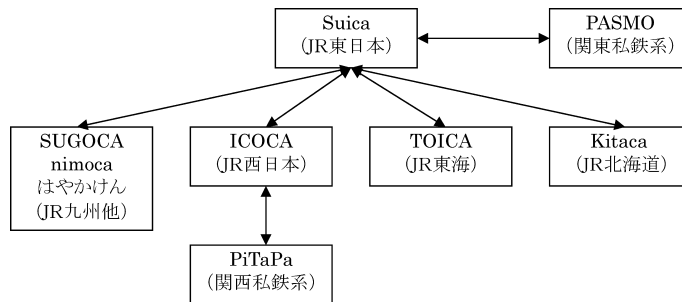 Suica
（JR東日本）
PASMO
（関東私鉄系）
SUGOCA
nimoca
はやかけん
（JR九州他）
ICOCA
（JR西日本）
TOICA
（JR東海）
Kitaca
（JR北海道）
PiTaPa
（関西私鉄系）